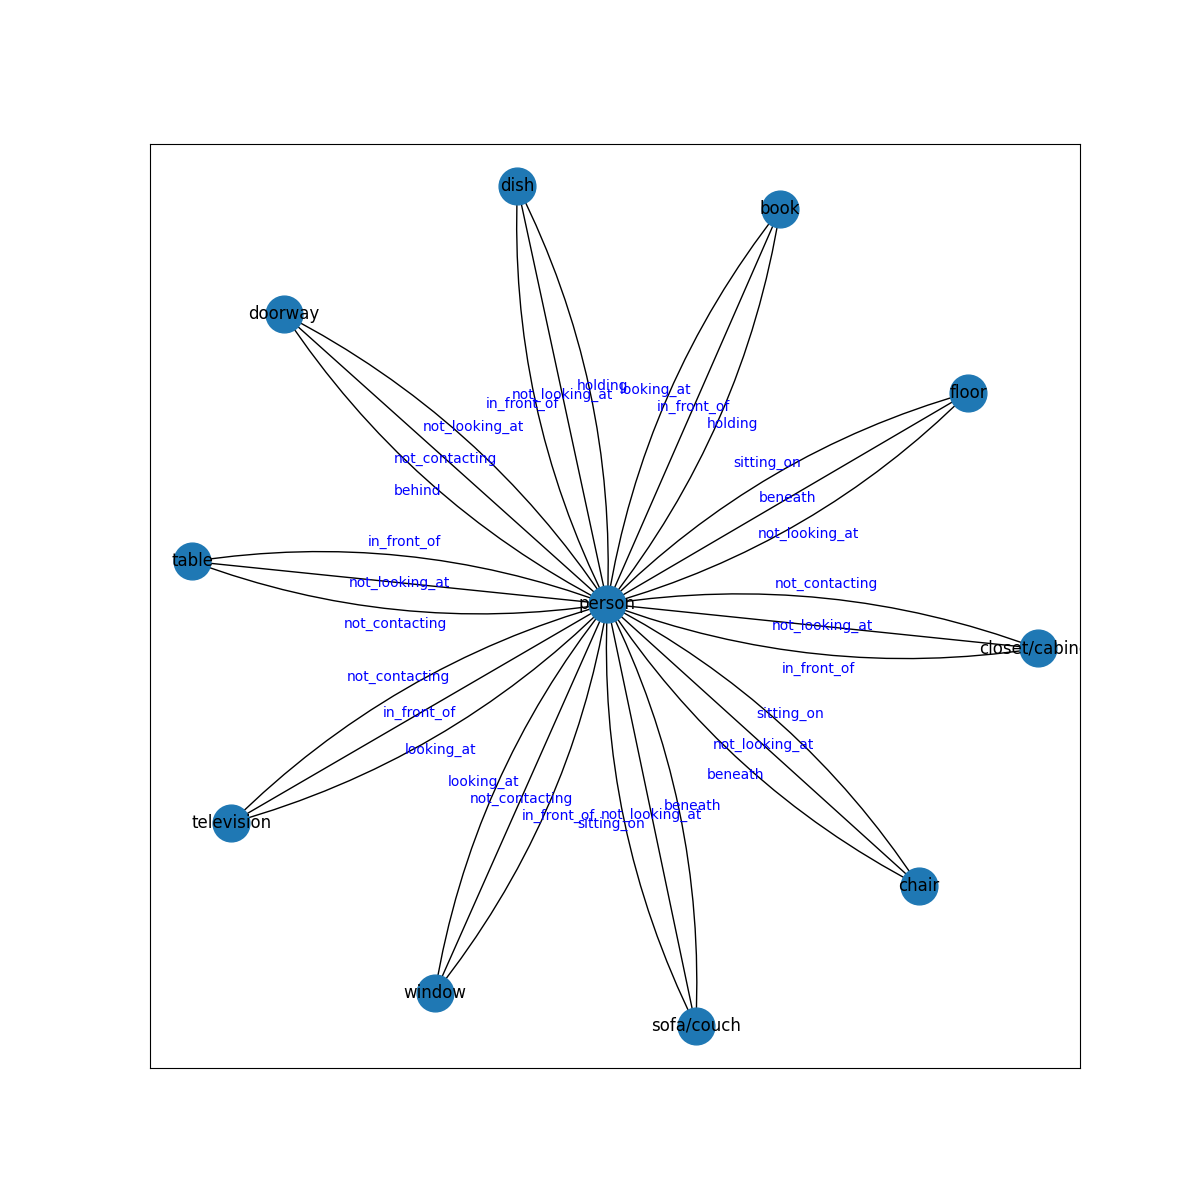 dish
book
doorway
floor
holding
looking_at
not_looking_at
in_front_of
in_front_of
holding
not_looking_at
not_contacting
behind
sitting_on
beneath
not_looking_at
in_front_of
table
not_looking_at
not_contacting
person
not_contacting
not_looking_at
closet/cabin
in_front_of
not_contacting
in_front_of
looking_at
sitting_on
not_looking_at
beneath
looking_at
not_contacting
in_front_of
beneath
not_looking_at
sitting_on
television
chair
window
sofa/couch